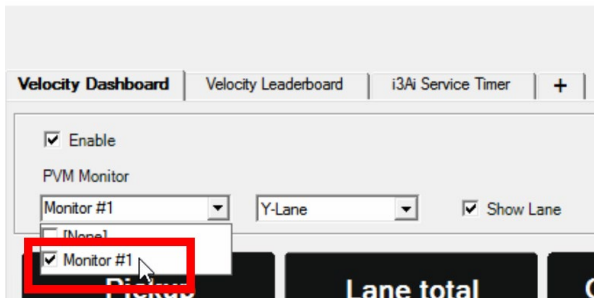 Velocity Dashboard Velocity Leaderboard i3Ai Service Timer +
Enable
PVM Monitor
Monitor #1 Y-Lane Show Lane
[None]
Monitor #1
Pickup Lane total